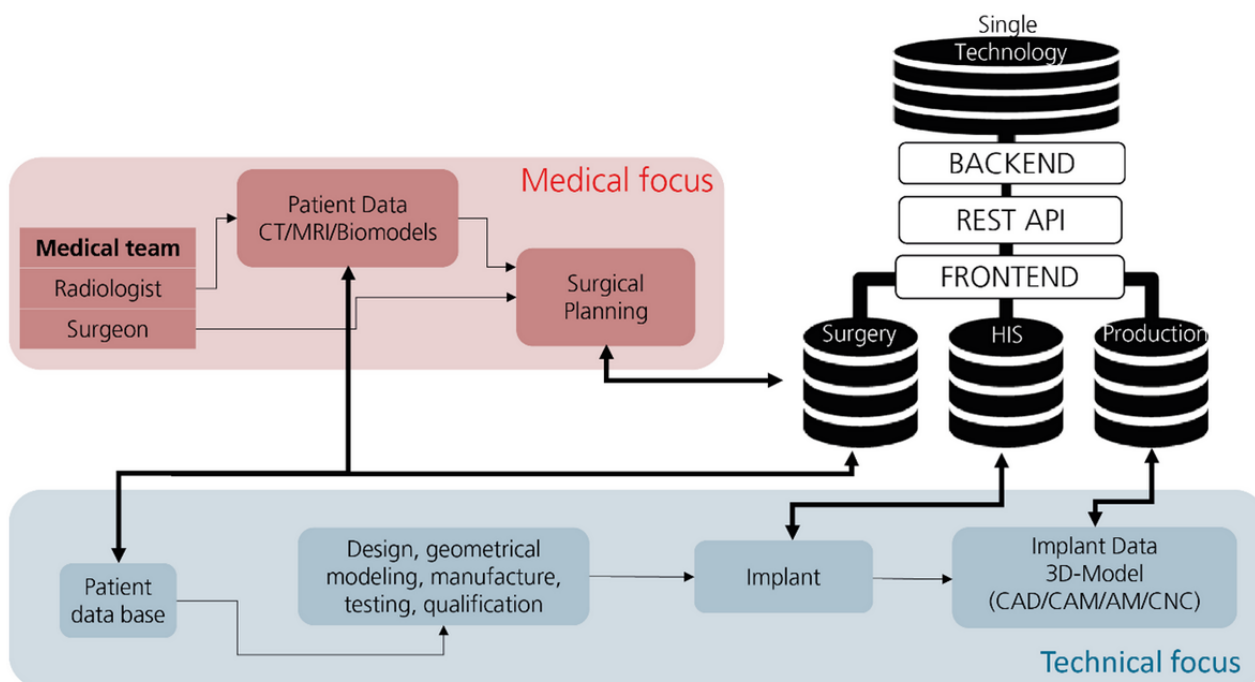 Single
Technology
BACKEND
REST API
FRONTEND
Surgery
HIS
Production
Medical focus
Medical team
Radiologist
Surgeon
Patient Data
CT/MRI/Biomodels
Surgical
Planning
Patient
data base
Design, geometrical
modeling, manufacture,
testing, qualification
Implant
Implant Data
3D-Model
(CAD/CAM/AM/CNC)
Technical focus